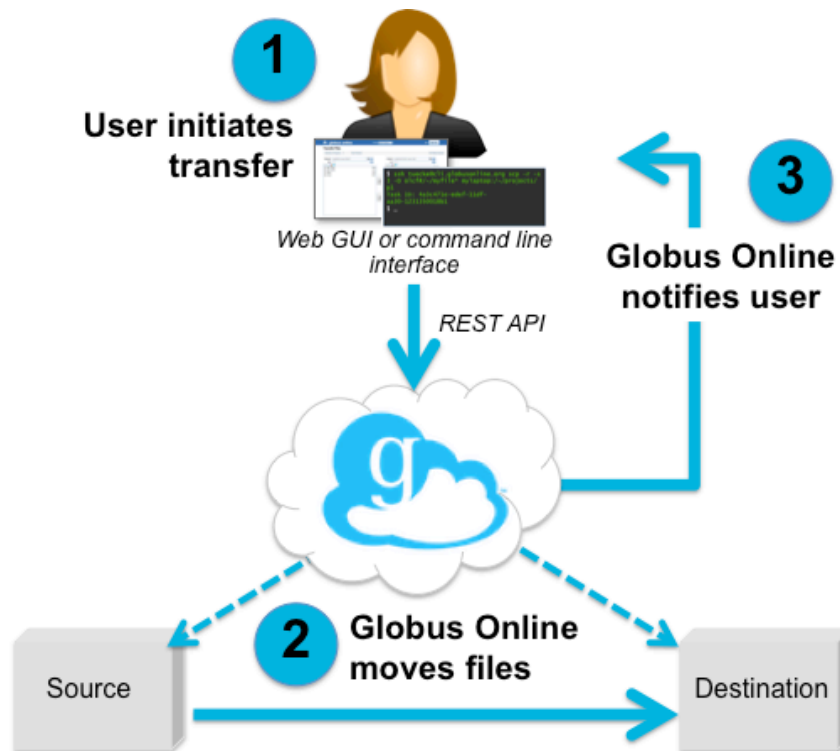 1
User initiates
transfer
Web GUI or command line
interface
REST API
3
Globus Online
notifies user
g
2
Globus Online
moves files
Source
Destination